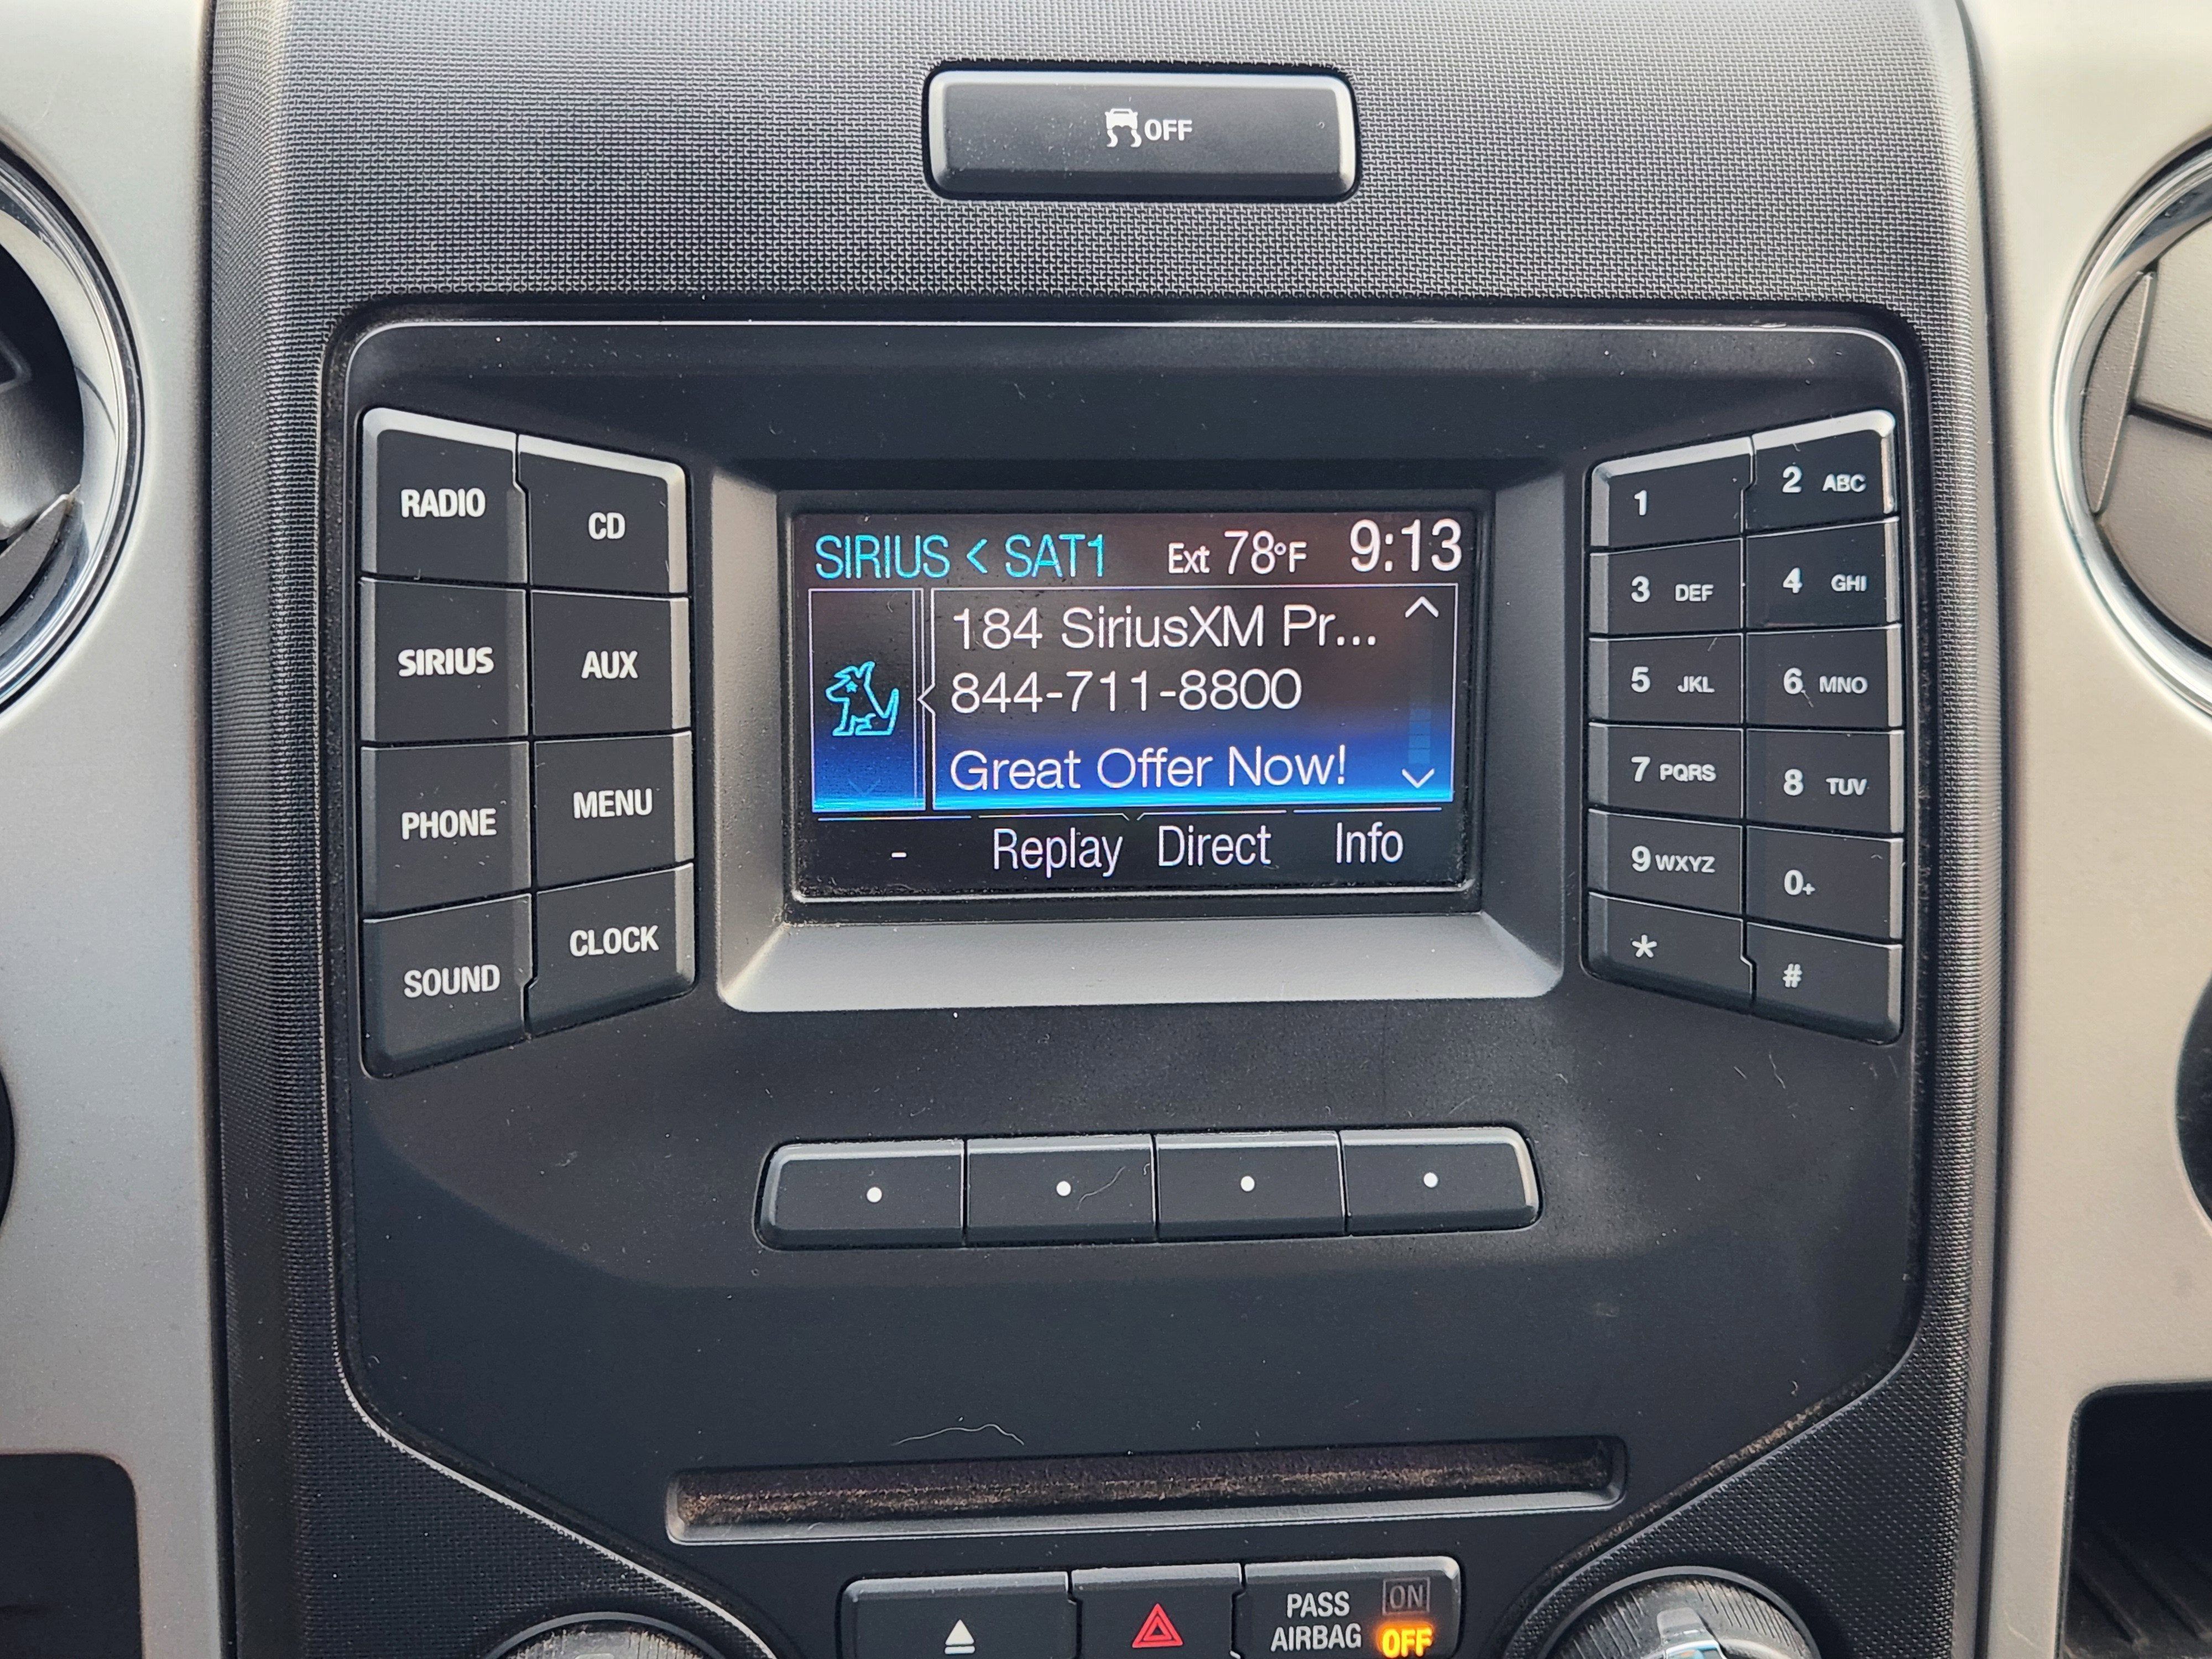 OFF
RADIO
CD
SIRIUS
AUX
PHONE
MENU
SOUND
CLOCK
SIRIUS < SAT1 Ext 78°F 9:13
184 SiriusXM Pr...
844-711-8800
Great Offer Now!
- Replay Direct Info
1
2 ABC
3 DEF
4 GHI
5 JKL
6 MNO
7 PQRS
8 TUV
9 WXYZ
0+
*
#
PASS AIRBAG
ON
OFF